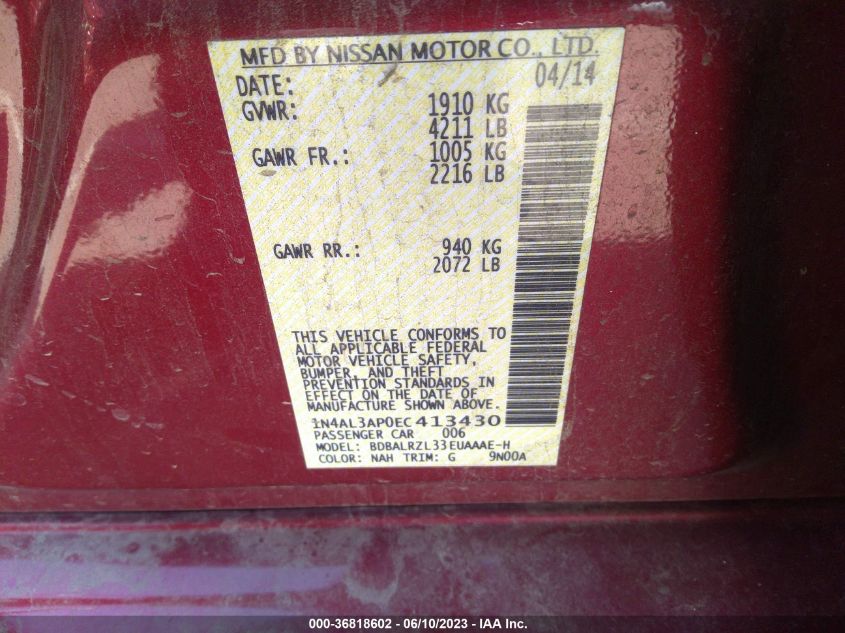 MFD BY NISSAN MOTOR CO., LTD.
DATE: 04/14
GVWR: 1910 KG
4211 LB
GAWR FR.: 1005 KG
2216 LB
GAWR RR.: 940 KG
2072 LB
THIS VEHICLE CONFORMS TO
ALL APPLICABLE FEDERAL
MOTOR VEHICLE SAFETY,
BUMPER, AND THEFT
PREVENTION STANDARDS IN
EFFECT ON THE DATE OF
MANUFACTURE SHOWN ABOVE.
1N4AL3AP0EC413430
PASSENGER CAR 006
MODEL: BDBALRZL33EUAAAE-H
COLOR: NAH TRIM: G 9N00A
000-36818602 - 06/10/2023 - IAA Inc.